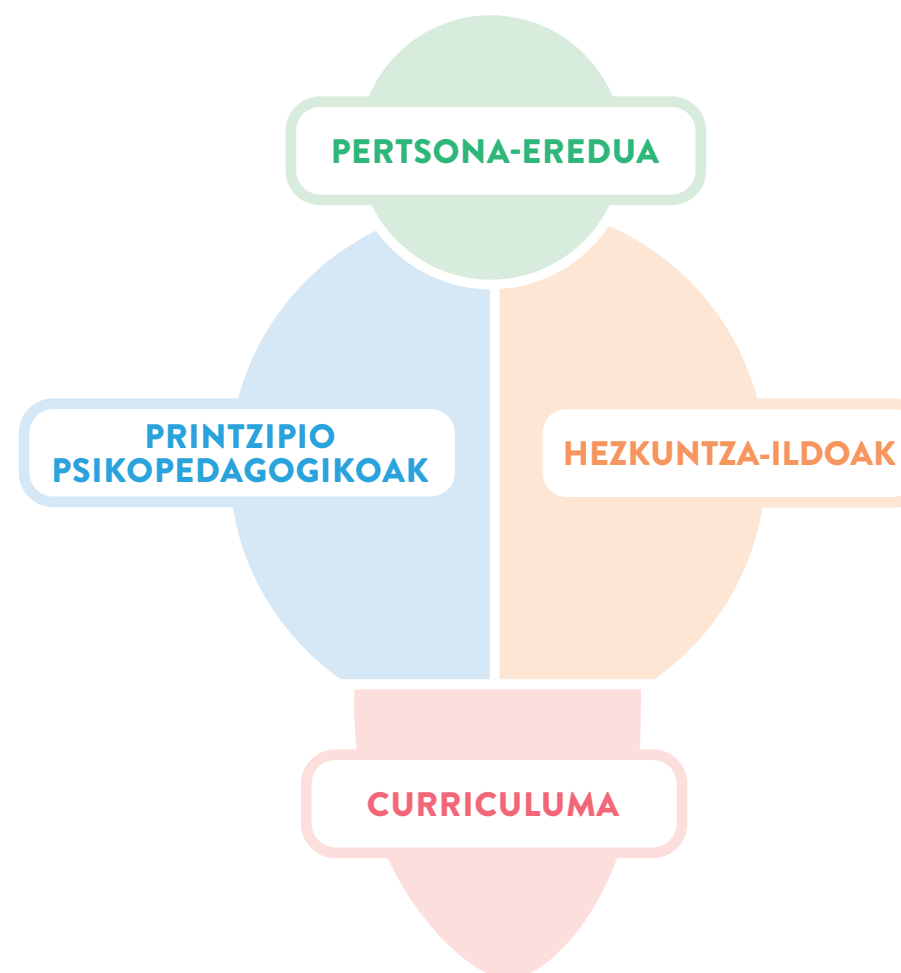 PERTSONA-EREDUA
PRINTZIPIO
PSIKOPEDAGOGIKOAK
HEZKUNTZA-ILDOAK
CURRICULUMA